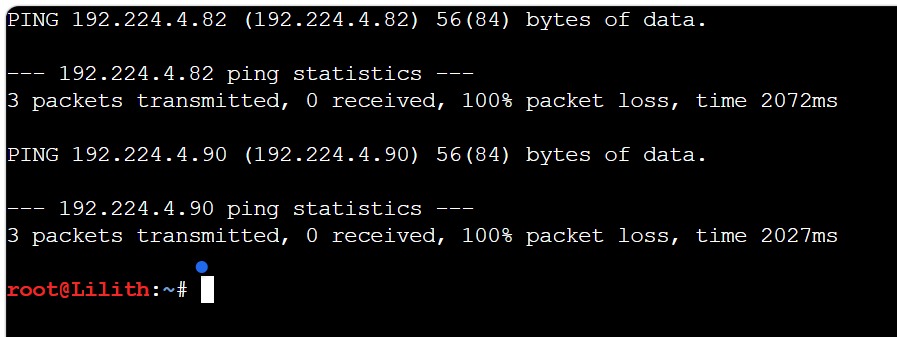 PING 192.224.4.82 (192.224.4.82) 56(84) bytes of data.
--- 192.224.4.82 ping statistics ---
3 packets transmitted, 0 received, 100% packet loss, time 2072ms
PING 192.224.4.90 (192.224.4.90) 56(84) bytes of data.
--- 192.224.4.90 ping statistics ---
3 packets transmitted, 0 received, 100% packet loss, time 2027ms
root@Lilith:~#